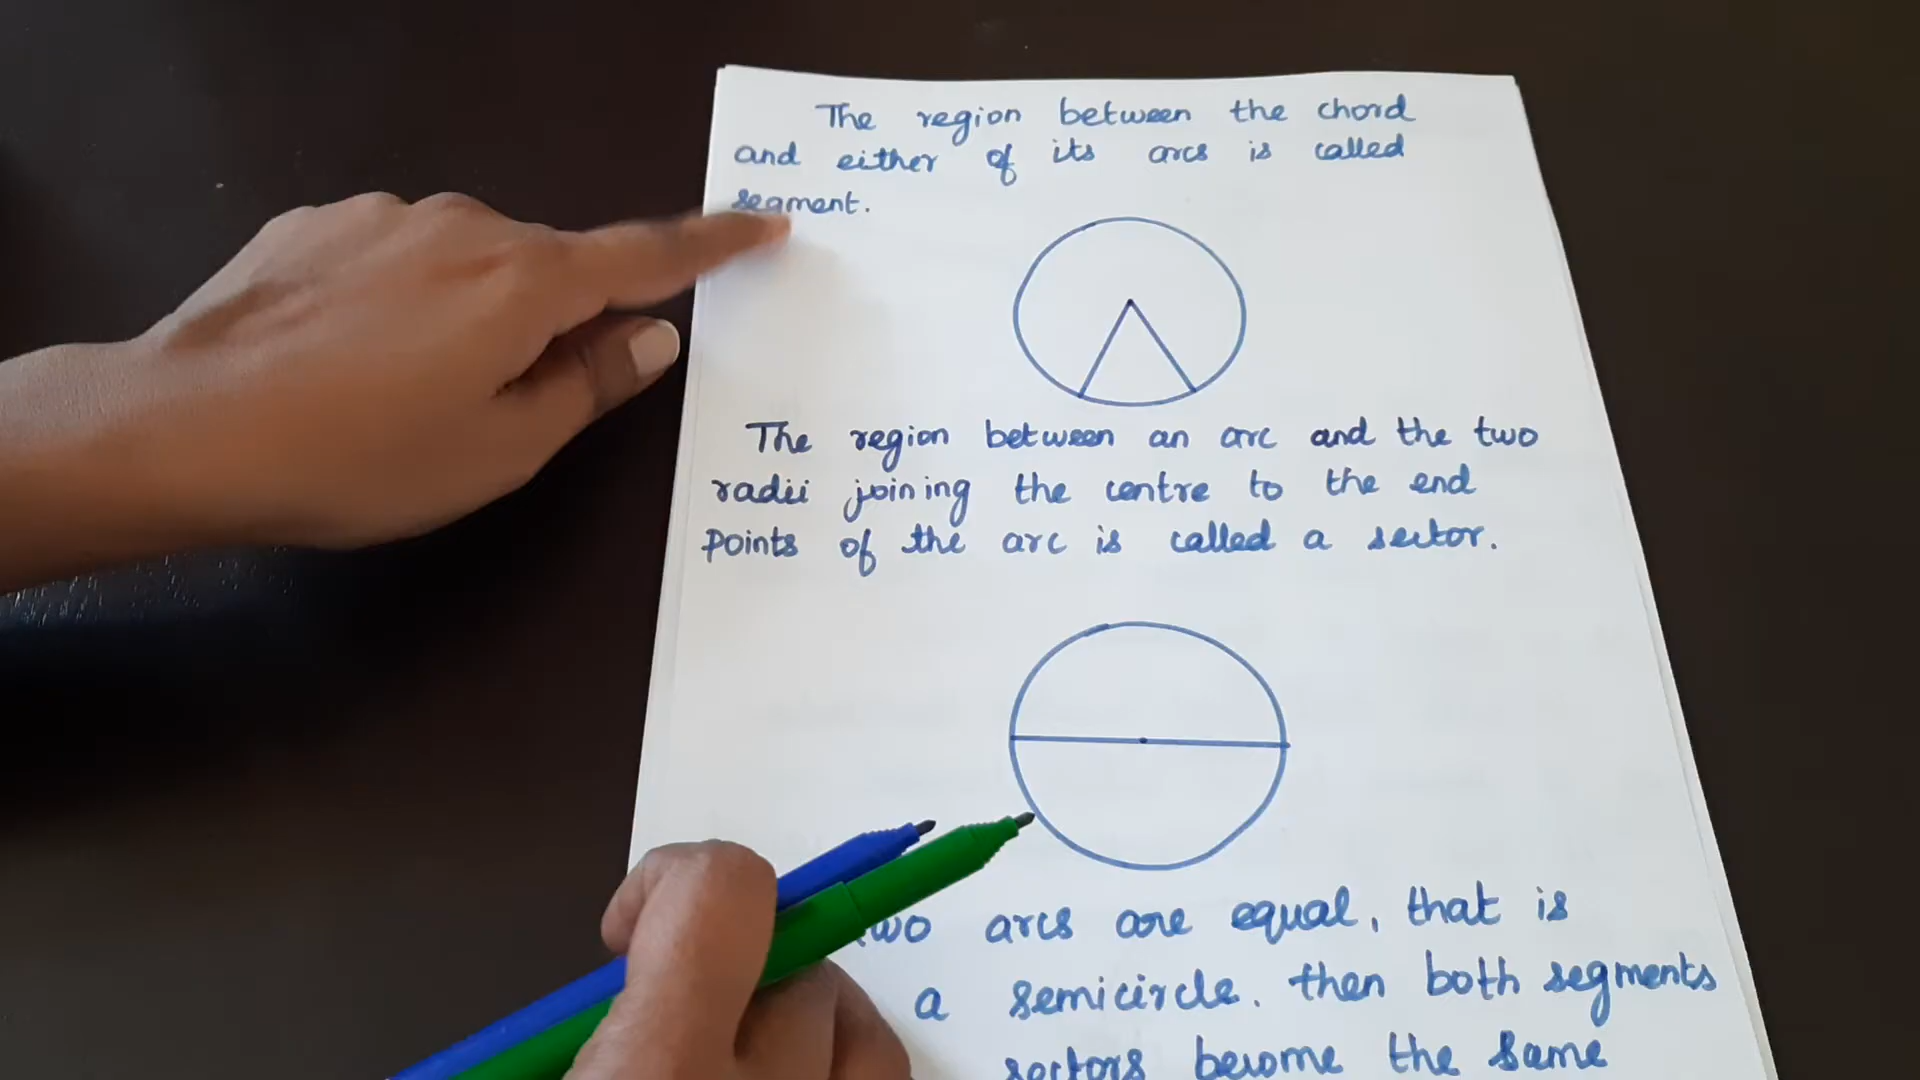 The region between the chord
and either of its arcs is called
segment.
The region between an arc and the two
radii joining the centre to the end
points of the arc is called a sector.
two arcs are equal, that is
a semicircle. then both segments
sectors become the same